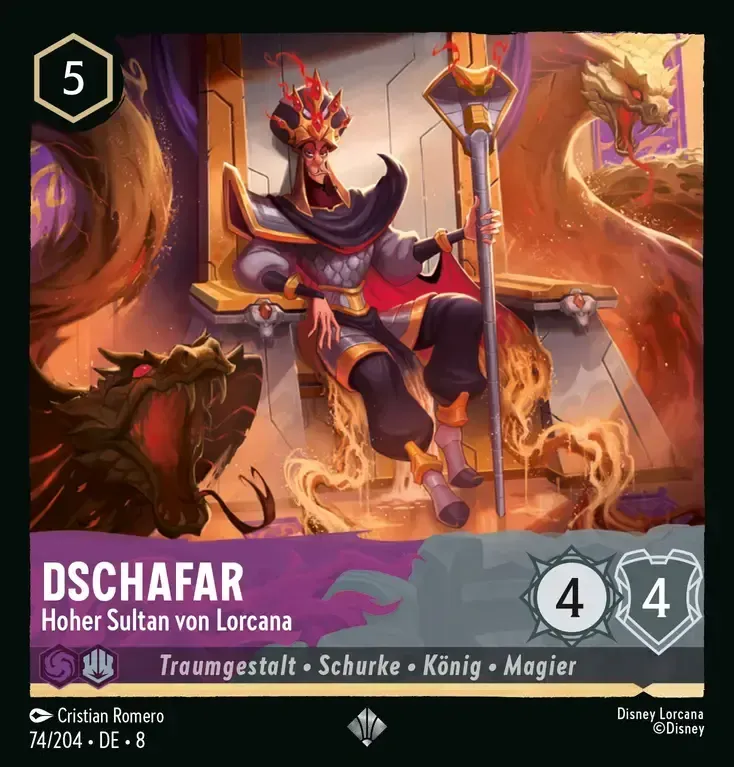 5
DSCHAFAR
Hoher Sultan von Lorcana
4
4
Traumgestalt • Schurke • König • Magier
Cristian Romero
74/204 • DE • 8
Disney Lorcana
©Disney